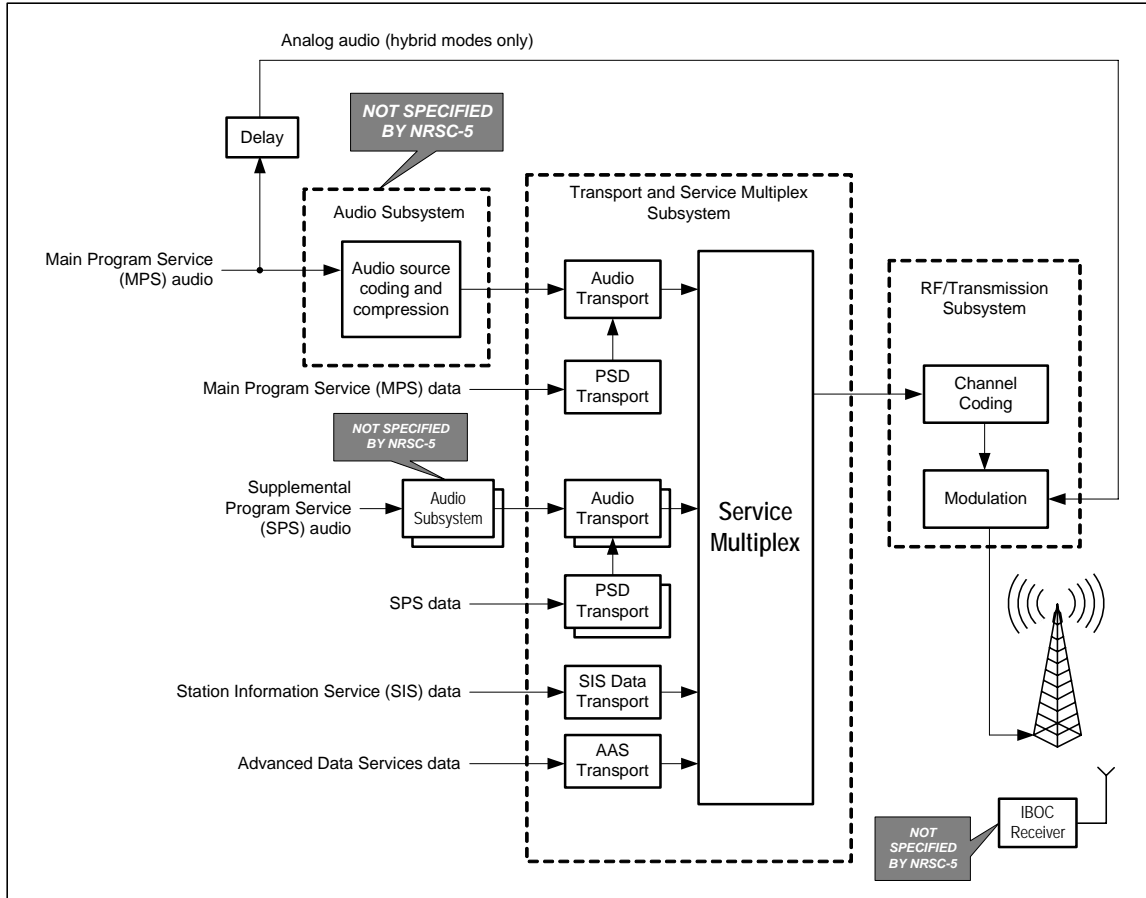 Analog audio (hybrid modes only)
NOT SPECIFIED
BY NRSC-5
Delay
Transport and Service Multiplex
Subsystem
Audio Subsystem
Main Program Service
(MPS) audio
Audio source
coding and
compression
Audio
Transport
RF/Transmission
Subsystem
Main Program Service (MPS) data
PSD
Transport
Channel
Coding
NOT SPECIFIED
BY NRSC-5
Supplemental
Program Service
(SPS) audio
Audio
Subsystem
Audio
Transport
Service
Multiplex
Modulation
SPS data
PSD
Transport
Station Information Service (SIS) data
SIS Data
Transport
Advanced Data Services data
AAS
Transport
IBOC
Receiver
NOT
SPECIFIED
BY NRSC-5